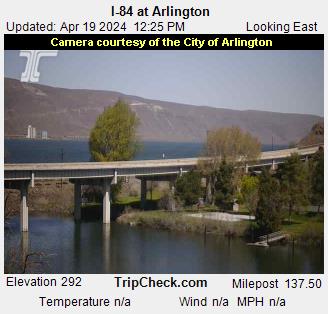 I-84 at Arlington
Updated: Apr 19 2024 12:25 PM Looking East
Camera courtesy of the City of Arlington
Elevation 292 TripCheck.com Milepost 137.50
Temperature n/a Wind n/a MPH n/a